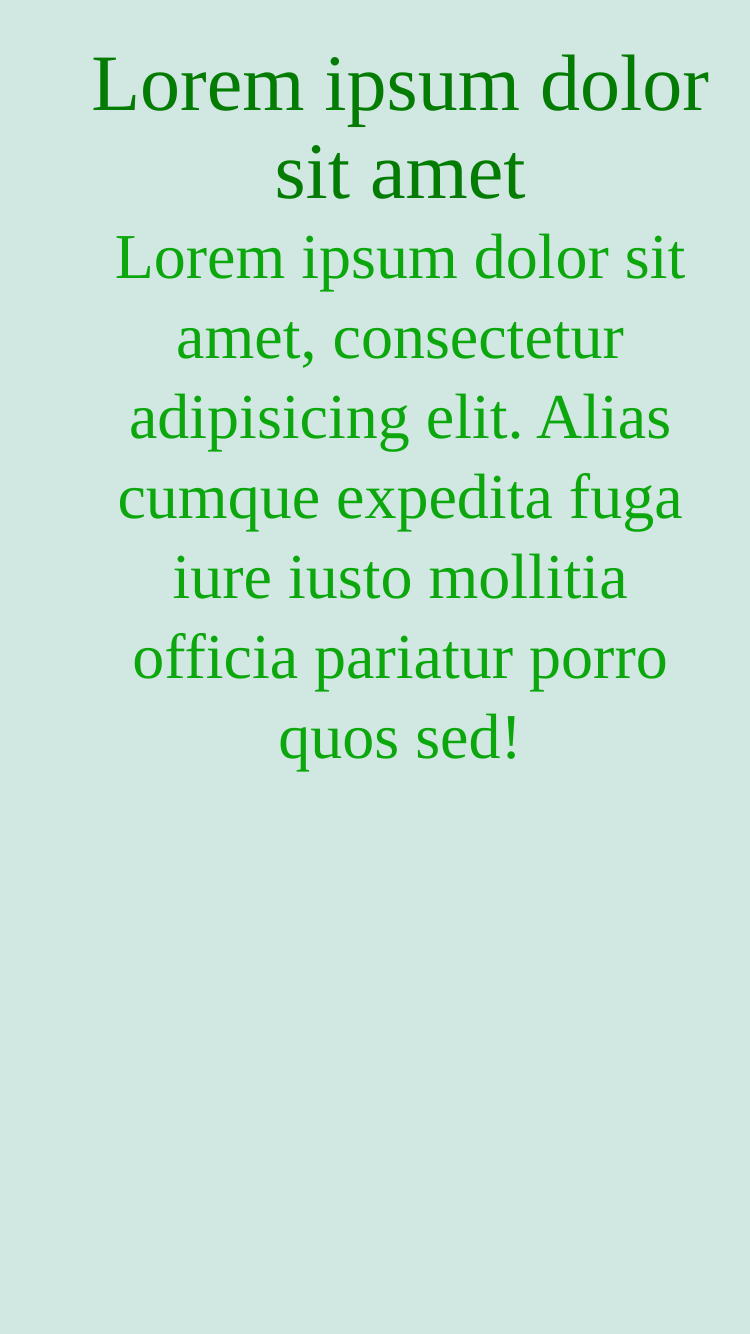 Lorem ipsum dolor
sit amet
Lorem ipsum dolor sit
amet, consectetur
adipisicing elit. Alias
cumque expedita fuga
iure iusto mollitia
officia pariatur porro
quos sed!